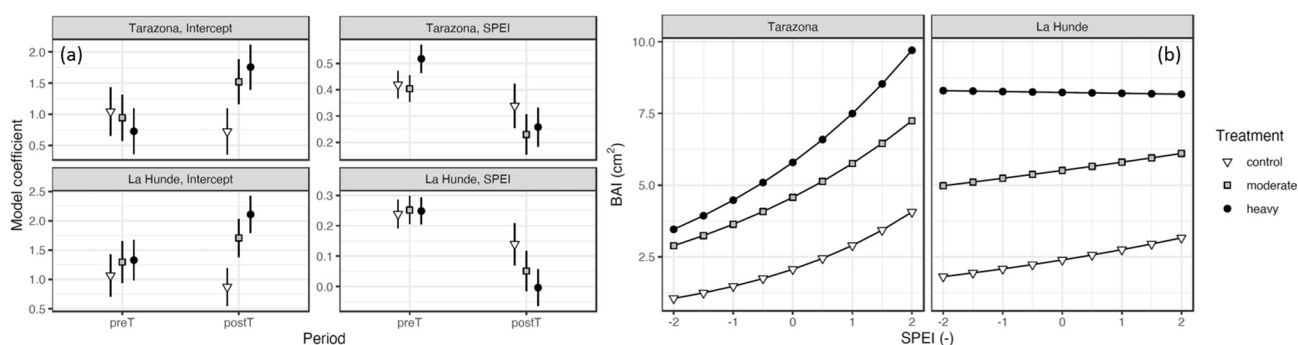 Tarazona, Intercept
Tarazona, SPEI
(a)
2.0
1.5
1.0
0.5
0.5
0.4
0.3
0.2
La Hunde, Intercept
La Hunde, SPEI
2.5
2.0
1.5
1.0
0.5
0.3
0.2
0.1
0.0
Model coefficient
preT
postT
preT
postT
Period
Tarazona
La Hunde
(b)
10.0
7.5
5.0
2.5
BAI (cm²)
-2
-1
0
1
2
-2
-1
0
1
2
SPEI (-)
Treatment
control
moderate
heavy